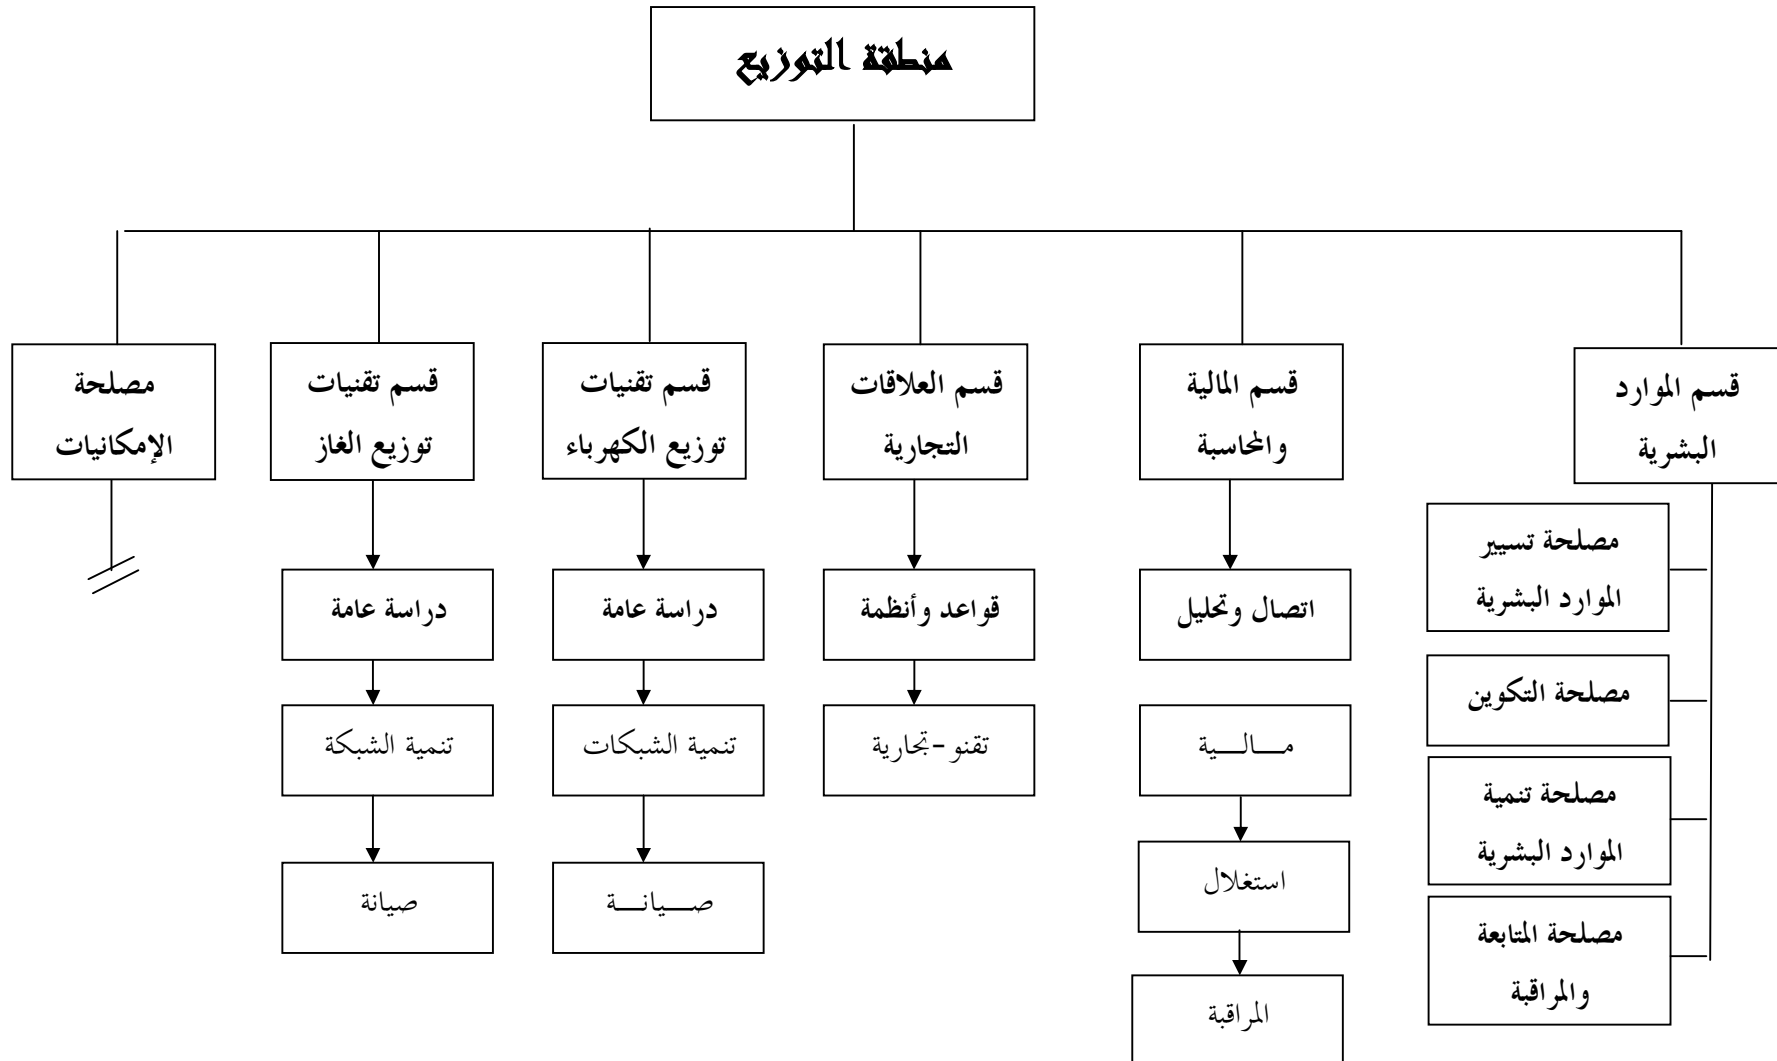 منطقة التوزيع
قسم الموارد
البشرية
قسم المالية
والمحاسبة
قسم العلاقات
التجارية
قسم تقنيات
توزيع الكهرباء
قسم تقنيات
توزيع الغاز
مصلحة
الإمكانيات
مصلحة تسيير
الموارد البشرية
مصلحة التكوين
مصلحة تنمية
الموارد البشرية
مصلحة المتابعة
والمراقبة
اتصال وتحليل
مـــالـــية
استغلال
المراقبة
قواعد وأنظمة
تقنو-تجارية
دراسة عامة
تنمية الشبكات
صـــيانـــة
دراسة عامة
تنمية الشبكة
صيانة